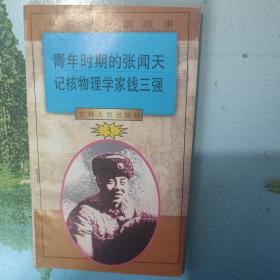 青年时期的张闻天
记核物理学家钱三强
吉林人民出版社